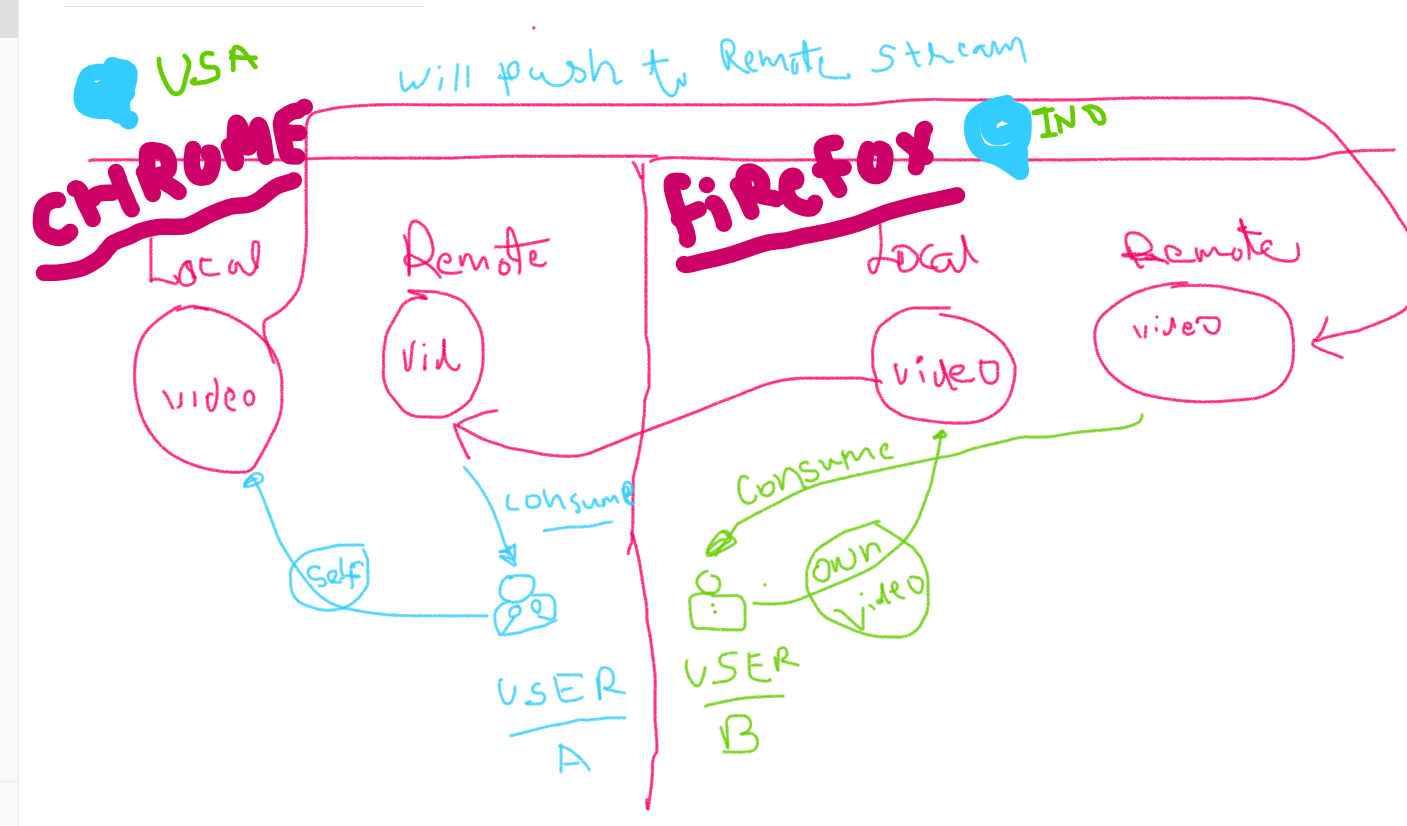 USA
Will push to Remote Stream
CHROME
FiReFOX
IND
Local
Remote
Local
Remote
video
Vid
video
video
consume
Consume
Self
own
video
USER
A
USER
B